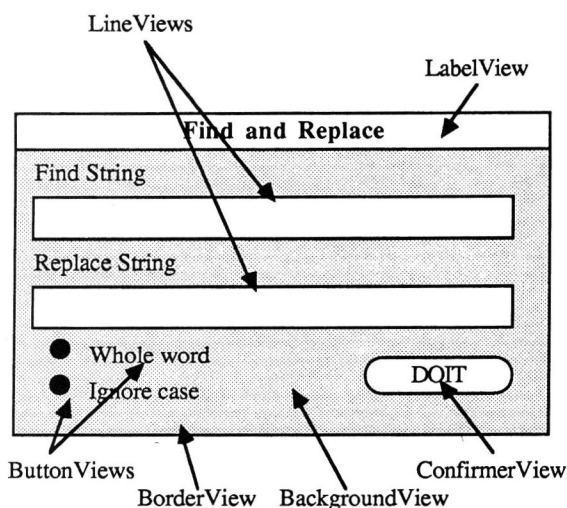 LineViews
LabelView
Find and Replace
Find String
Replace String
Whole word
Ignore case
DOIT
ButtonViews
ConfirmerView
BorderView
BackgroundView